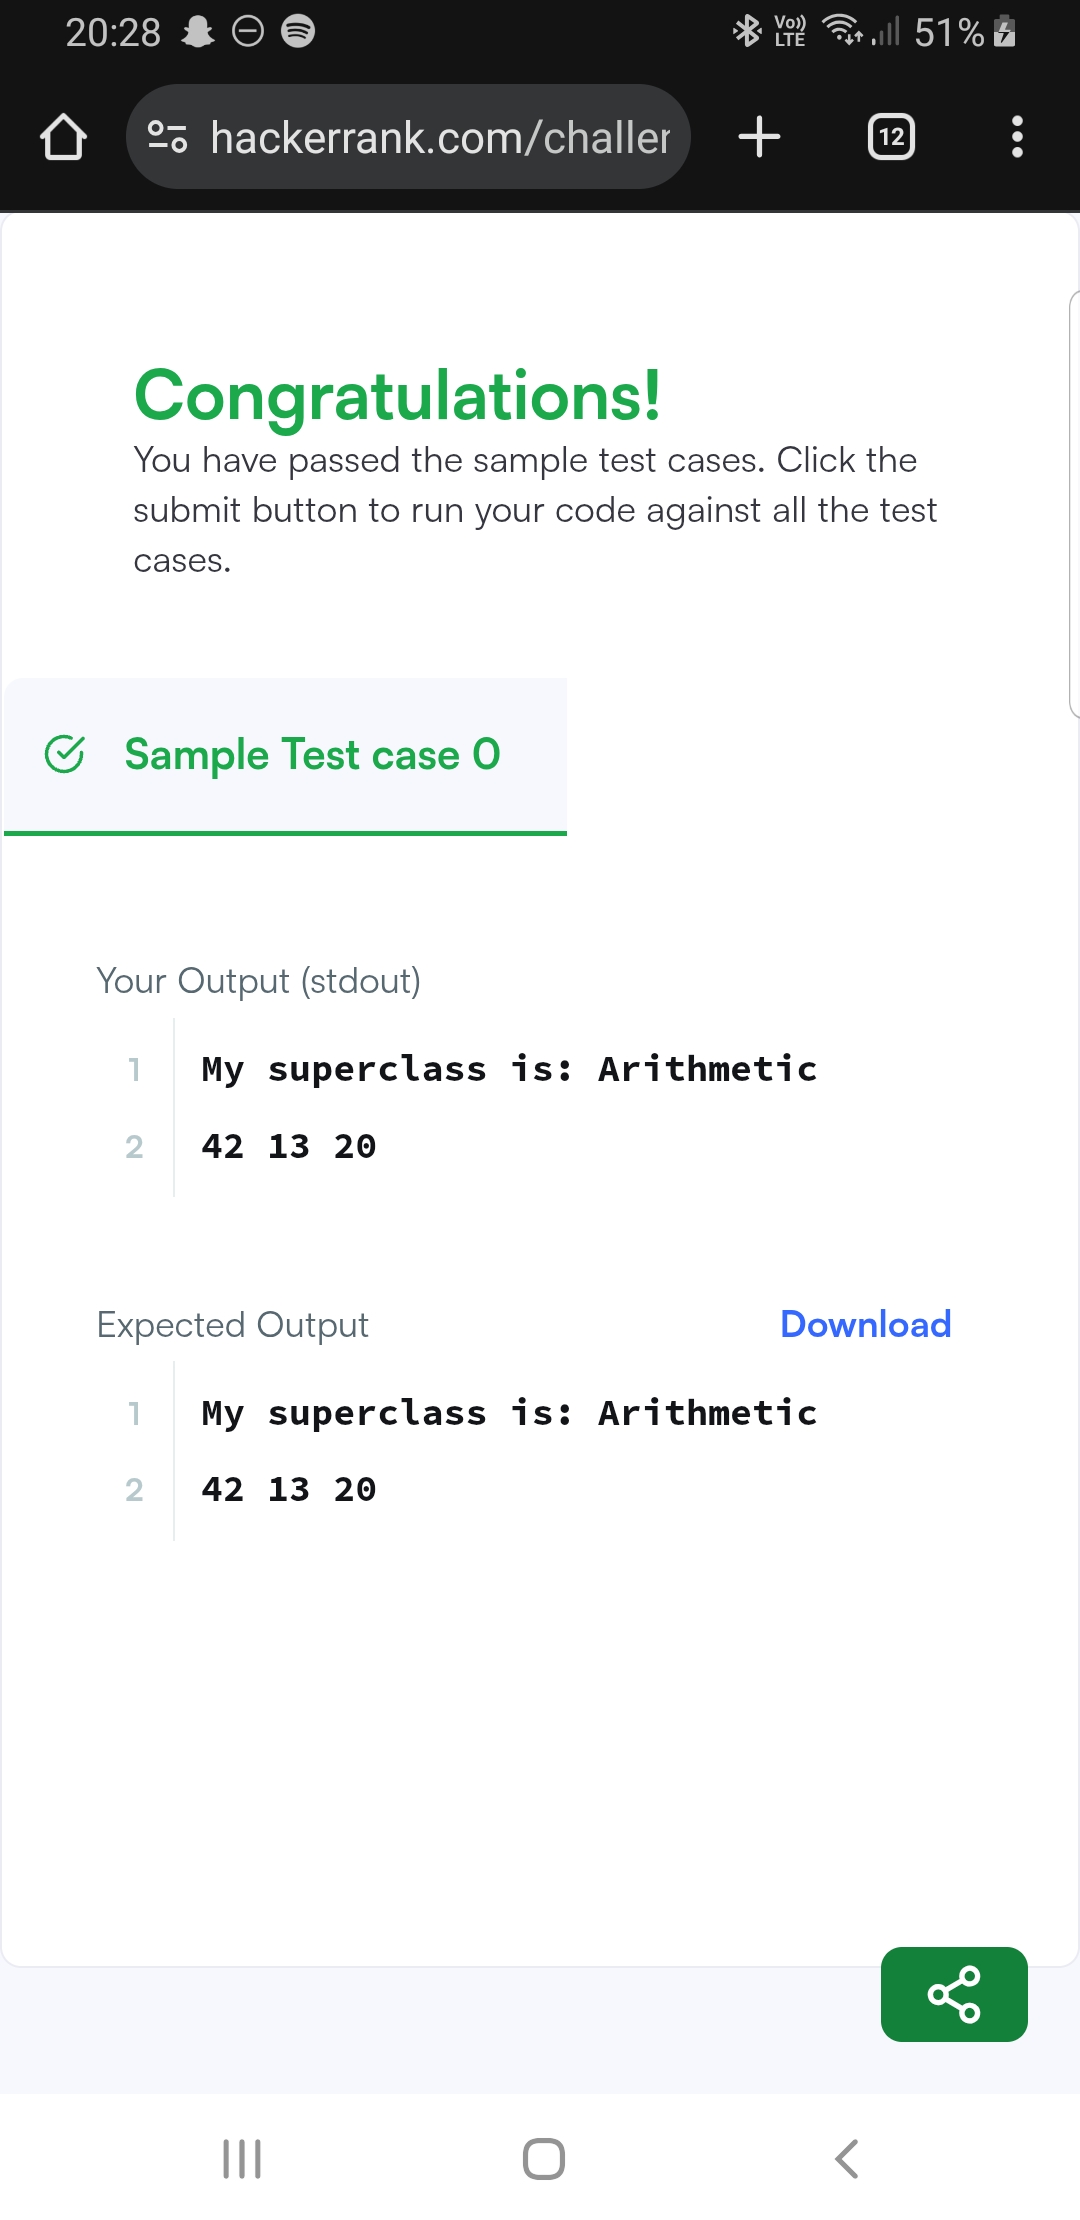 20:28
Vo)) LTE
51%
hackerrank.com/challer
12
Congratulations!
You have passed the sample test cases. Click the
submit button to run your code against all the test
cases.
Sample Test case 0
Your Output (stdout)
1 My superclass is: Arithmetic
2 42 13 20
Expected Output
Download
1 My superclass is: Arithmetic
2 42 13 20